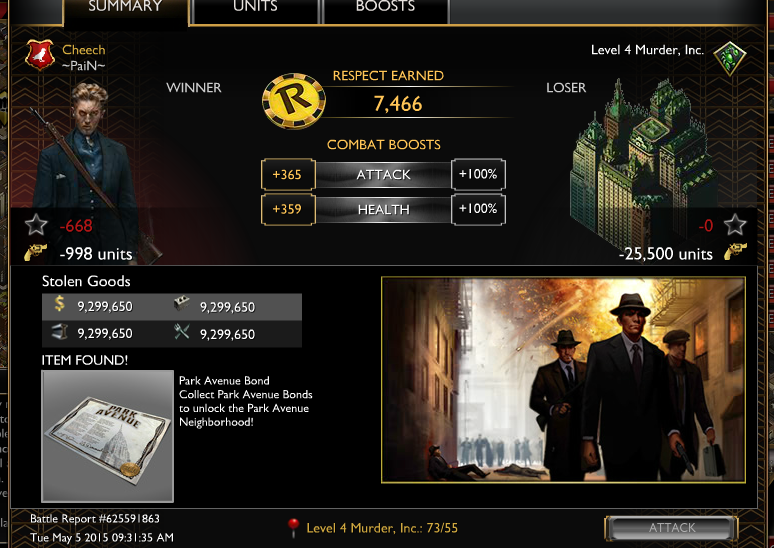 SUMMARY UNITS BOOSTS
Cheech
~PaiN~
WINNER
RESPECT EARNED
7,466
LOSER
Level 4 Murder, Inc.
COMBAT BOOSTS
+365 ATTACK +100%
+359 HEALTH +100%
-668
-998 units
-0
-25,500 units
Stolen Goods
9,299,650 9,299,650
9,299,650 9,299,650
ITEM FOUND!
PARK
AVENUE
Park Avenue Bond
Collect Park Avenue Bonds
to unlock the Park Avenue
Neighborhood!
Battle Report #625591863
Tue May 5 2015 09:31:35 AM
Level 4 Murder, Inc.: 73/55
ATTACK